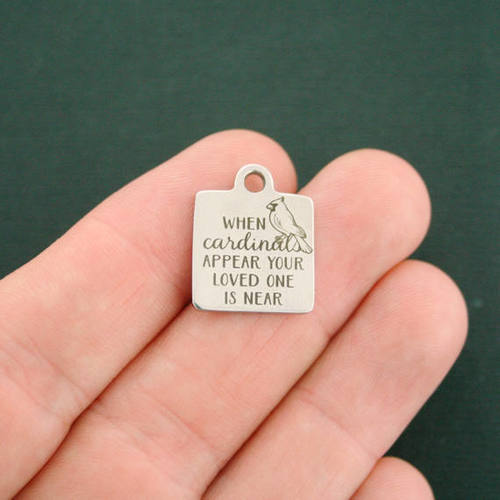 WHEN
cardinals
APPEAR YOUR
LOVED ONE
IS NEAR